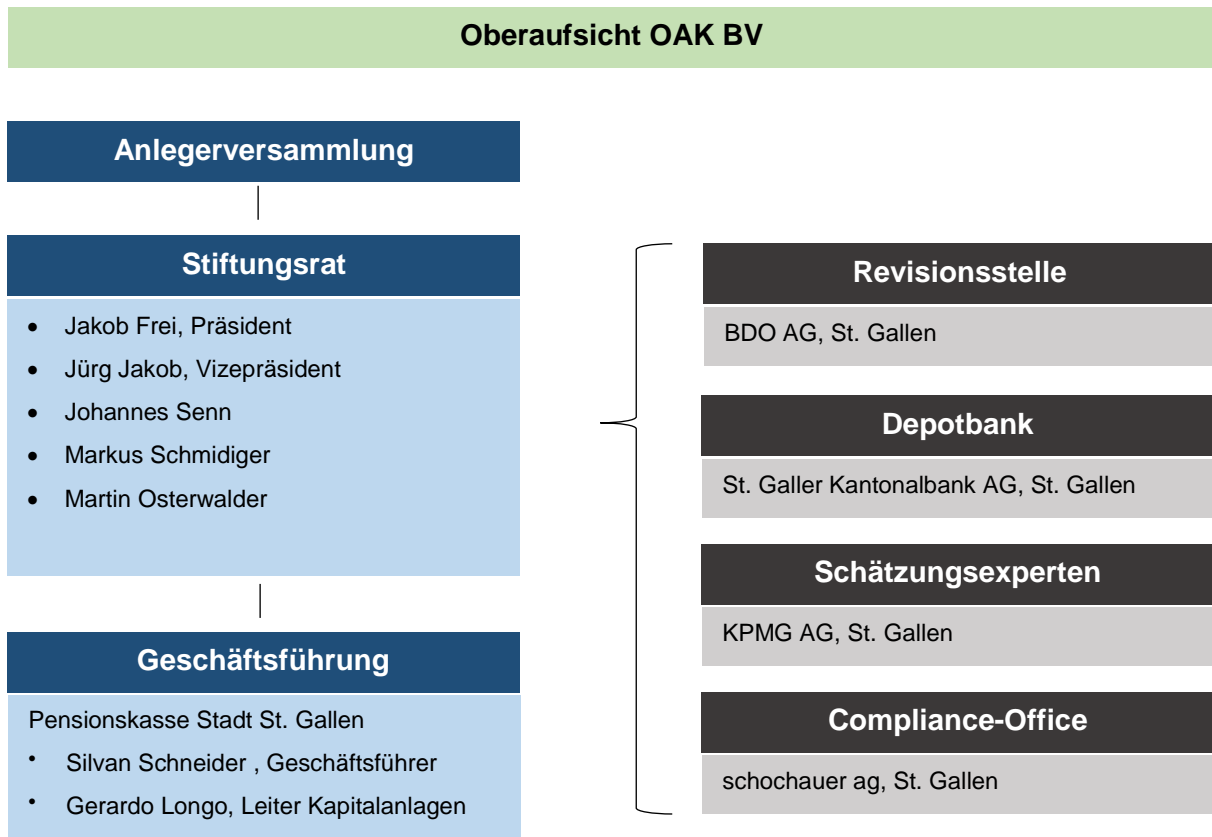 Oberaufsicht OAK BV
Anlegerversammlung
Stiftungsrat
• Jakob Frei, Präsident
• Jürg Jakob, Vizepräsident
• Johannes Senn
• Markus Schmidiger
• Martin Osterwalder
Geschäftsführung
Pensionskasse Stadt St. Gallen
• Silvan Schneider , Geschäftsführer
• Gerardo Longo, Leiter Kapitalanlagen
Revisionsstelle
BDO AG, St. Gallen
Depotbank
St. Galler Kantonalbank AG, St. Gallen
Schätzungsexperten
KPMG AG, St. Gallen
Compliance-Office
schochauer ag, St. Gallen